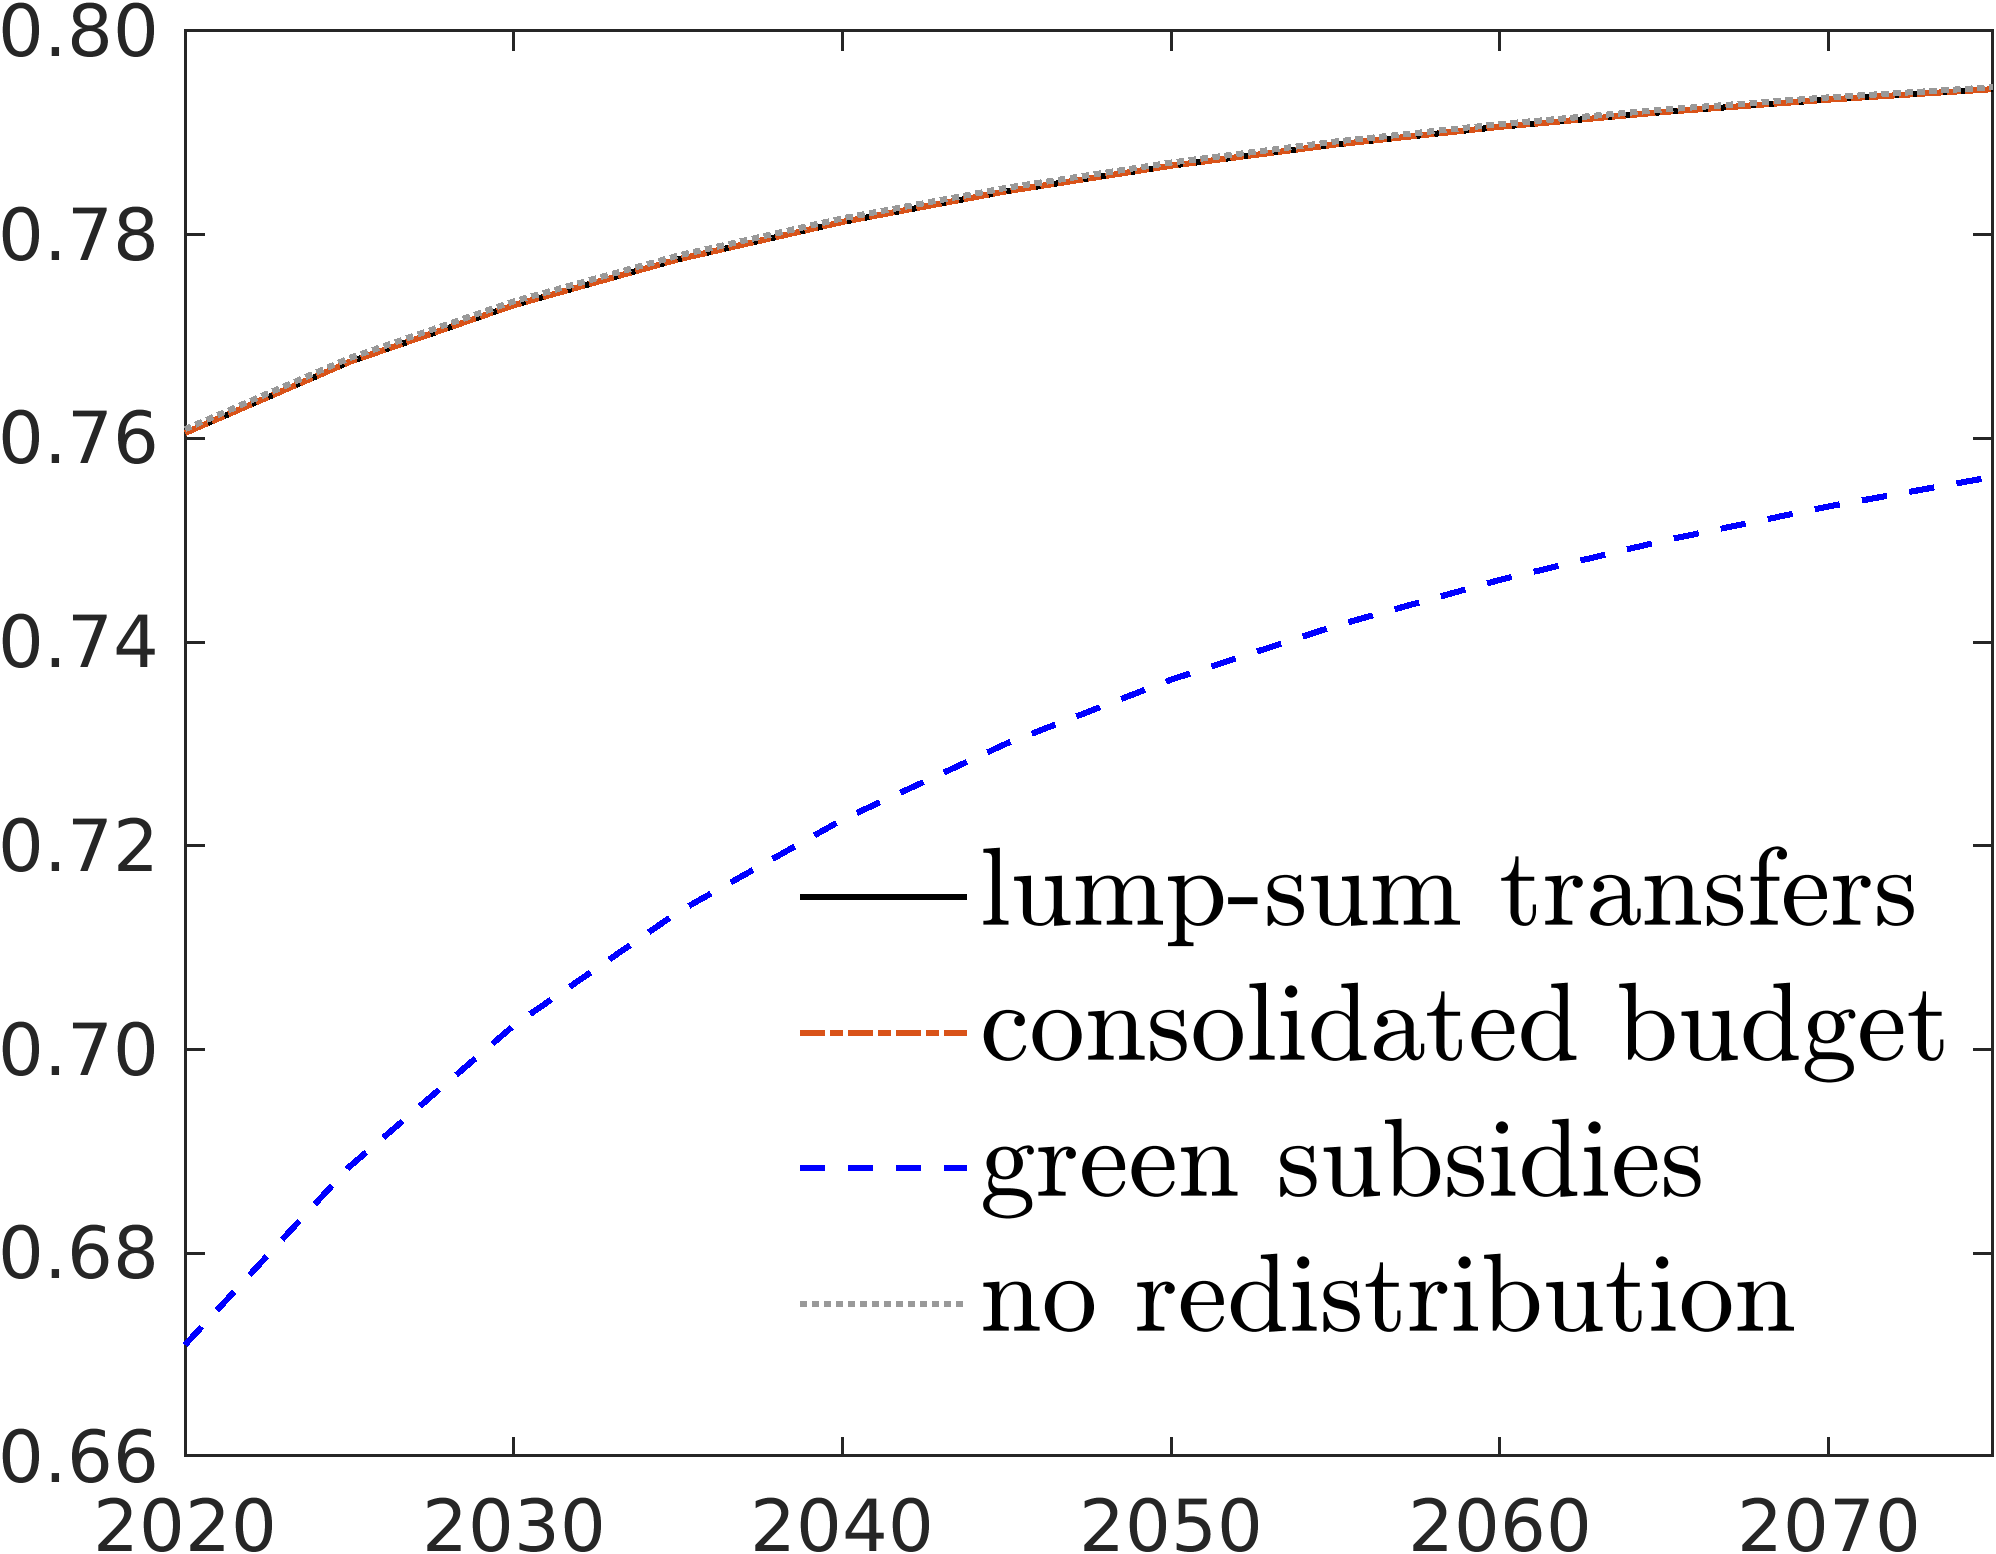 0.80
0.78
0.76
0.74
0.72
0.70
0.68
0.66
lump-sum transfers
consolidated budget
green subsidies
no redistribution
2020 2030 2040 2050 2060 2070